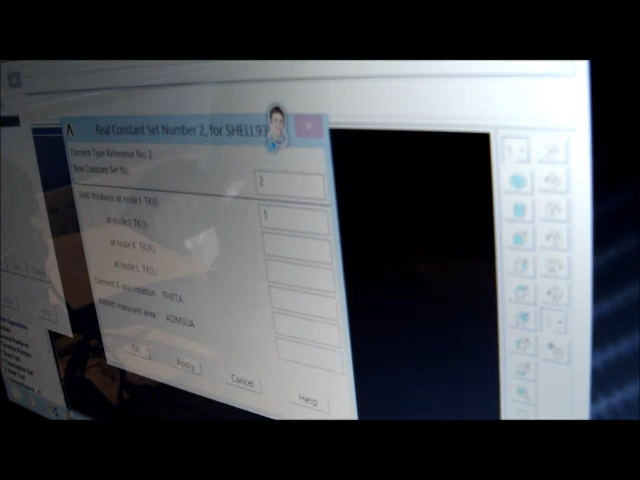 Real Constant Set Number 2, for SHELL93
Element Type Reference No. 2
Real Constant Set No.
2
Shell thickness at node I TK(I)
1
at node J TK(J)
at node K TK(K)
at node L TK(L)
Element X-axis rotation THETA
Added mass/unit area ADMSUA
OK
Apply
Cancel
Help